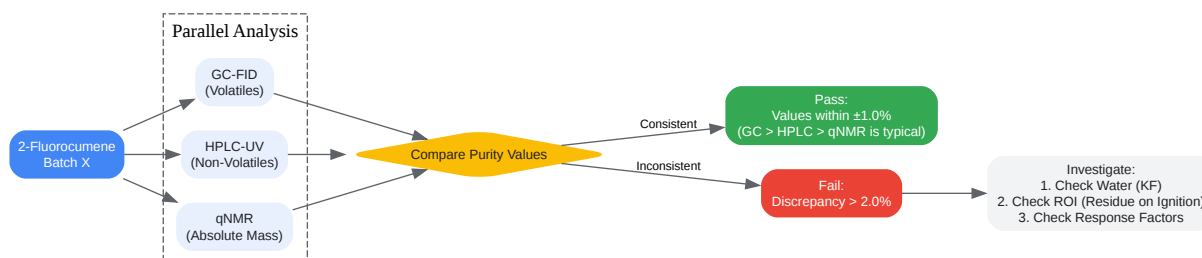 Parallel Analysis
2-Fluorocumene
Batch X
GC-FID
(Volatiles)
HPLC-UV
(Non-Volatiles)
qNMR
(Absolute Mass)
Compare Purity Values
Consistent
Inconsistent
Pass:
Values within ±1.0%
(GC > HPLC > qNMR is typical)
Fail:
Discrepancy > 2.0%
Investigate:
1. Check Water (KF)
2. Check ROI (Residue on Ignition)
3. Check Response Factors